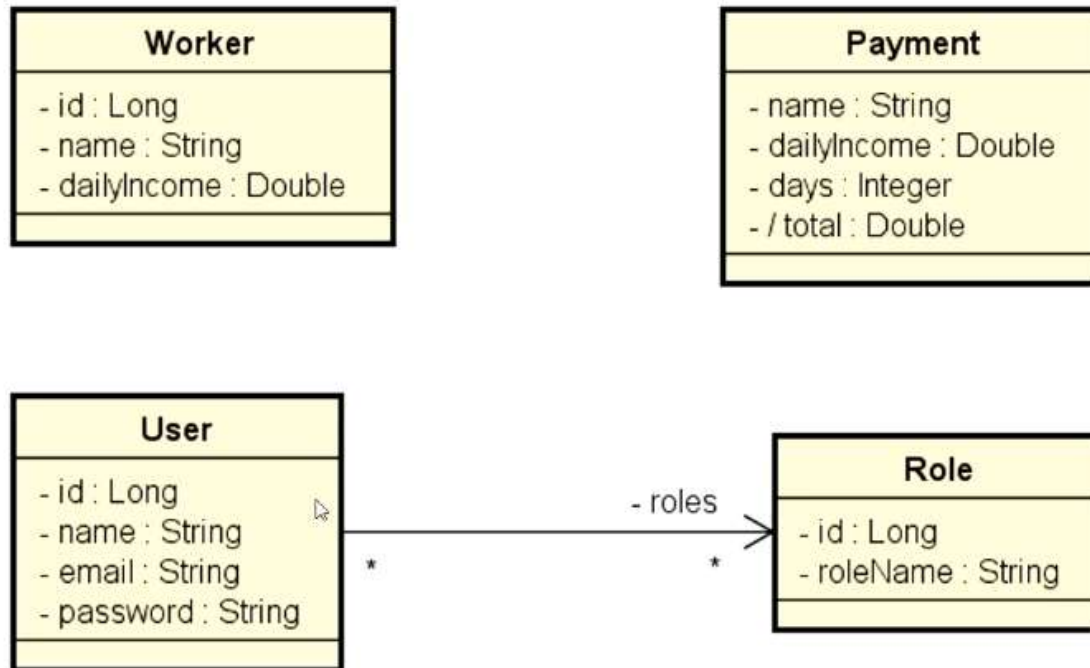 Worker
- id : Long
- name : String
- dailyIncome : Double
Payment
- name : String
- dailyIncome : Double
- days : Integer
- / total : Double
User
- id : Long
- name : String
- email : String
- password : String
- roles
*
*
Role
- id : Long
- roleName : String